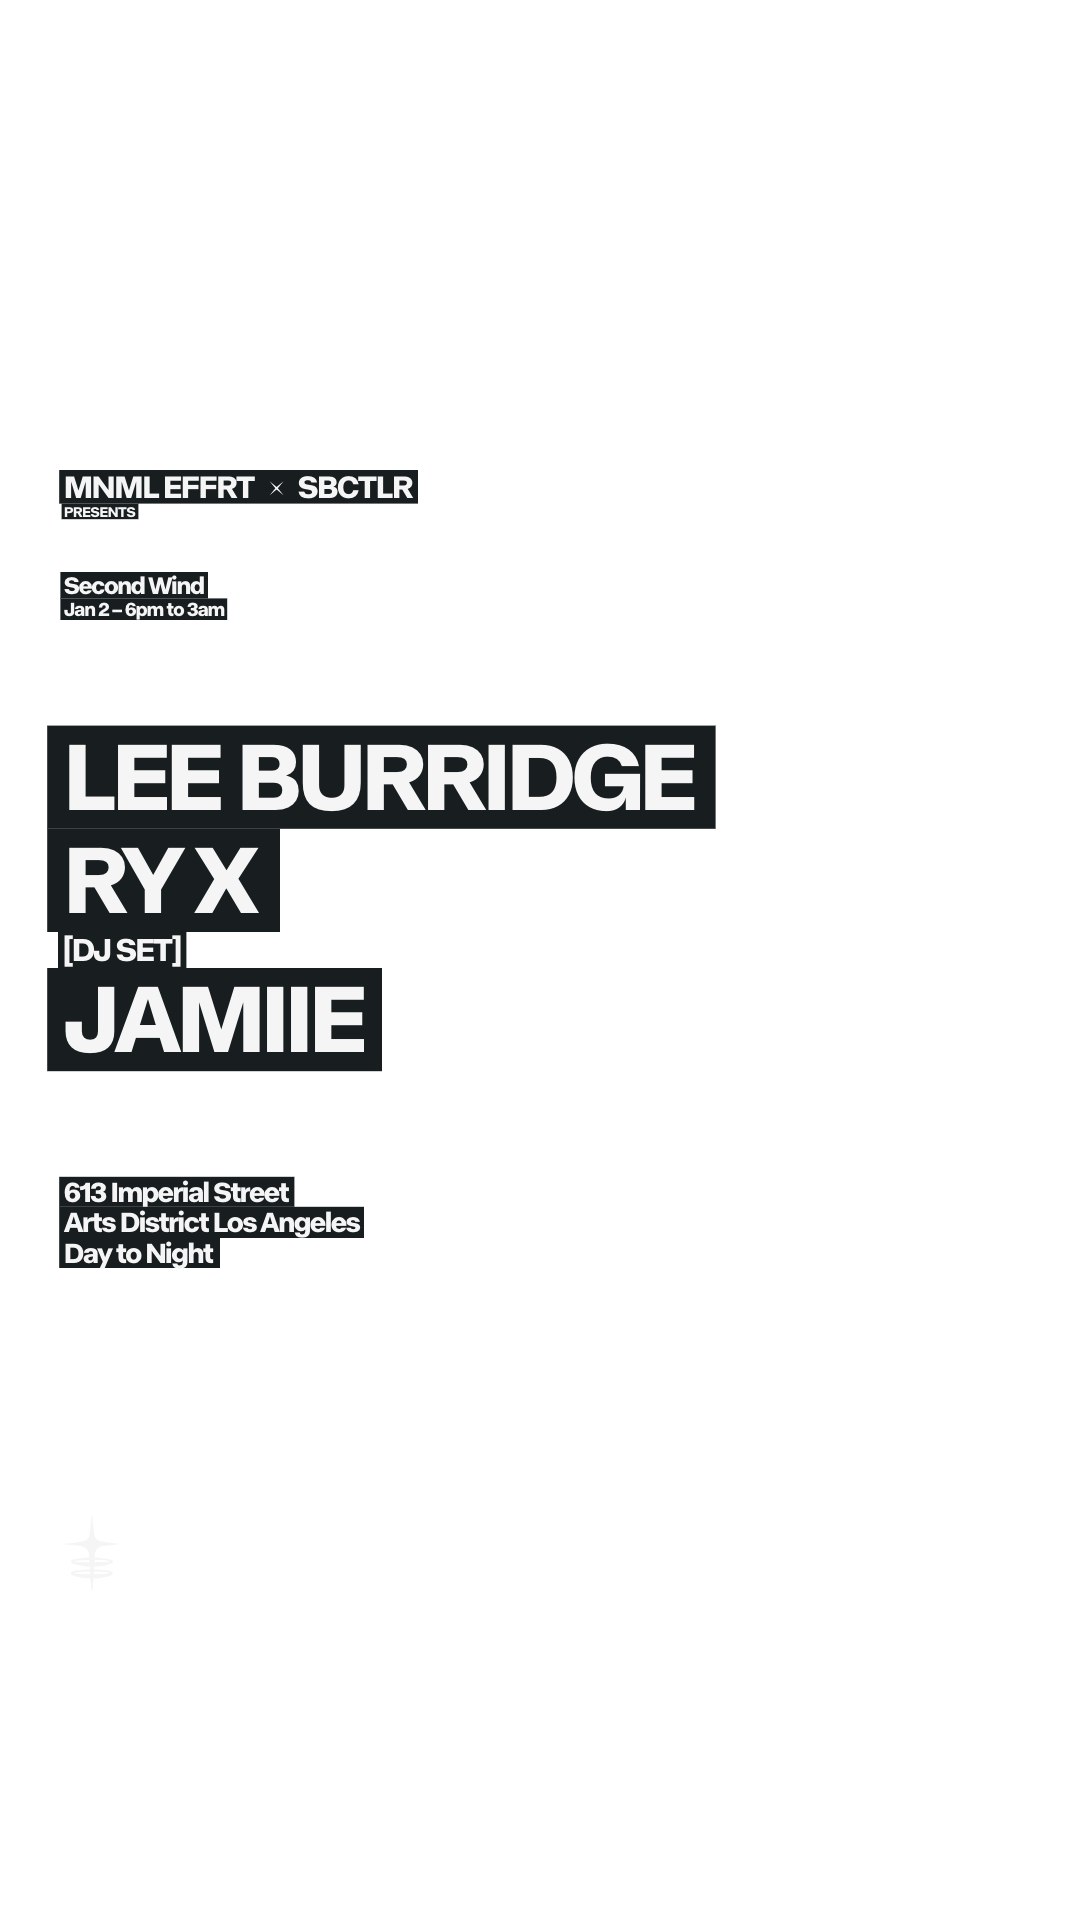 MNML EFFRT × SBCTLR
PRESENTS
Second Wind
Jan 2 – 6pm to 3am
LEE BURRIDGE
RY X
[DJ SET]
JAMIIE
613 Imperial Street
Arts District Los Angeles
Day to Night